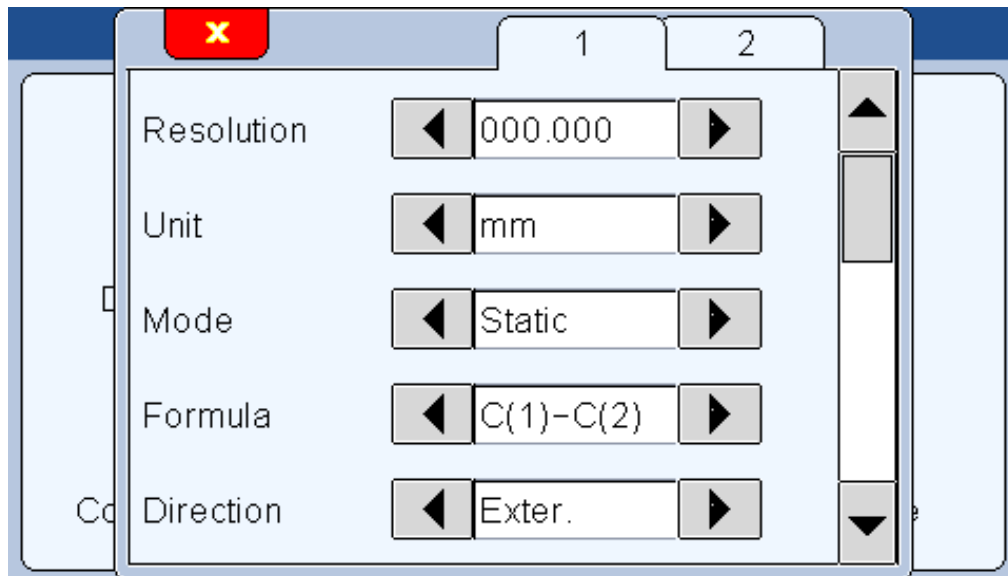 x 1 2
Resolution 000.000
Unit mm
Mode Static
Formula C(1)-C(2)
Direction Exter.